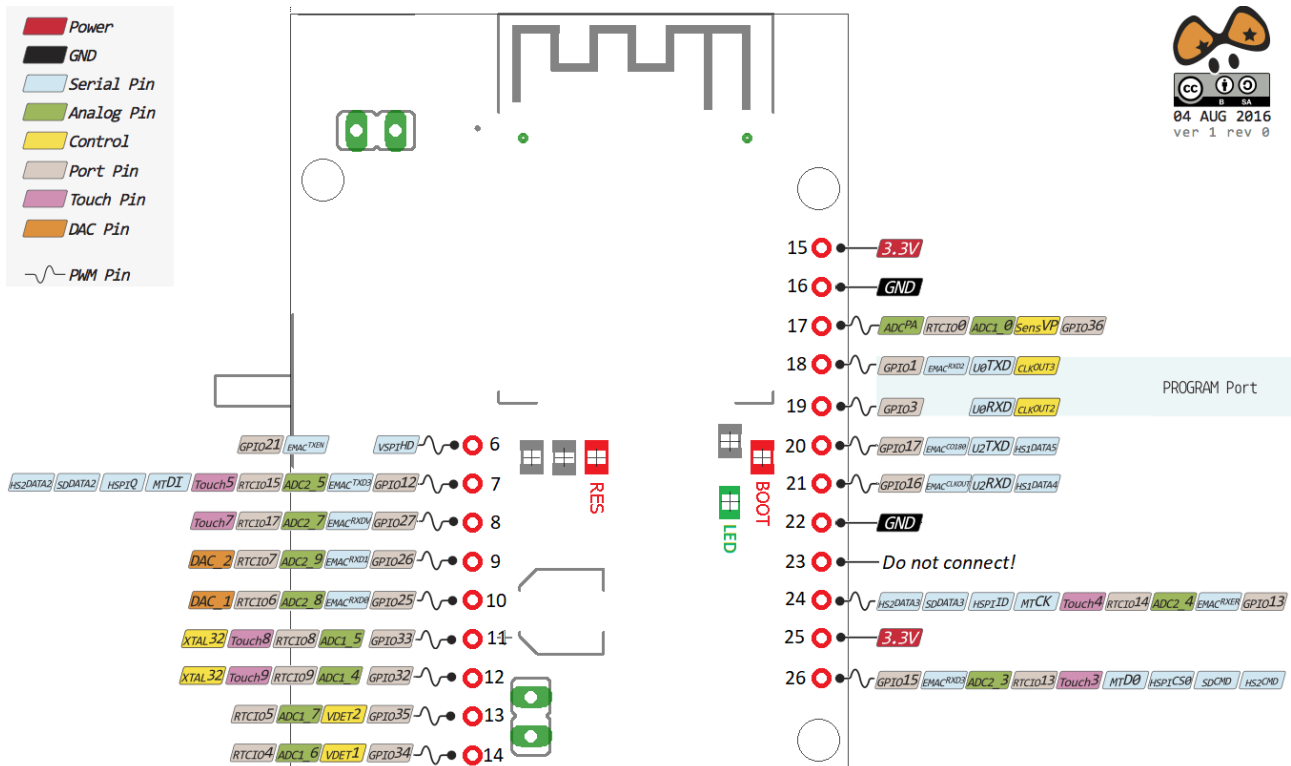 Power
GND
Serial Pin
Analog Pin
Control
Port Pin
Touch Pin
DAC Pin
PWM Pin
cc
B SA
04 AUG 2016
ver 1 rev 0
15 3.3V
16 GND
17 ADCPA RTCIO0 ADC1_0 SensVP GPIO36
18 GPIO1 EMACRXD2 U0TXD CLKOUT3
PROGRAM Port
19 GPIO3 U0RXD CLKOUT2
20 GPIO17 EMACCO180 U2TXD HS1DATA5
21 GPIO16 EMACCLKOUT U2RXD HS1DATA4
22 GND
23 Do not connect!
24 HS2DATA3 SDDATA3 HSPIID MTCK Touch4 RTCIO14 ADC2_4 EMACRXER GPIO13
25 3.3V
26 GPIO15 EMACRXD3 ADC2_3 RTCIO13 Touch3 MTD0 HSPICS0 SDCMD HS2CMD
GPIO21 EMACTXEN VSPIHD 6
HS2DATA2 SDDATA2 HSPIQ MTDI Touch5 RTCIO15 ADC2_5 EMACTXD3 GPIO12 7
Touch7 RTCIO17 ADC2_7 EMACRXDV GPIO27 8
DAC_2 RTCIO7 ADC2_9 EMACRXD1 GPIO26 9
DAC_1 RTCIO6 ADC2_8 EMACRXD0 GPIO25 10
XTAL32 Touch8 RTCIO8 ADC1_5 GPIO33 11
XTAL32 Touch9 RTCIO9 ADC1_4 GPIO32 12
RTCIO5 ADC1_7 VDET2 GPIO35 13
RTCIO4 ADC1_6 VDET1 GPIO34 14
RES
LED
BOOT